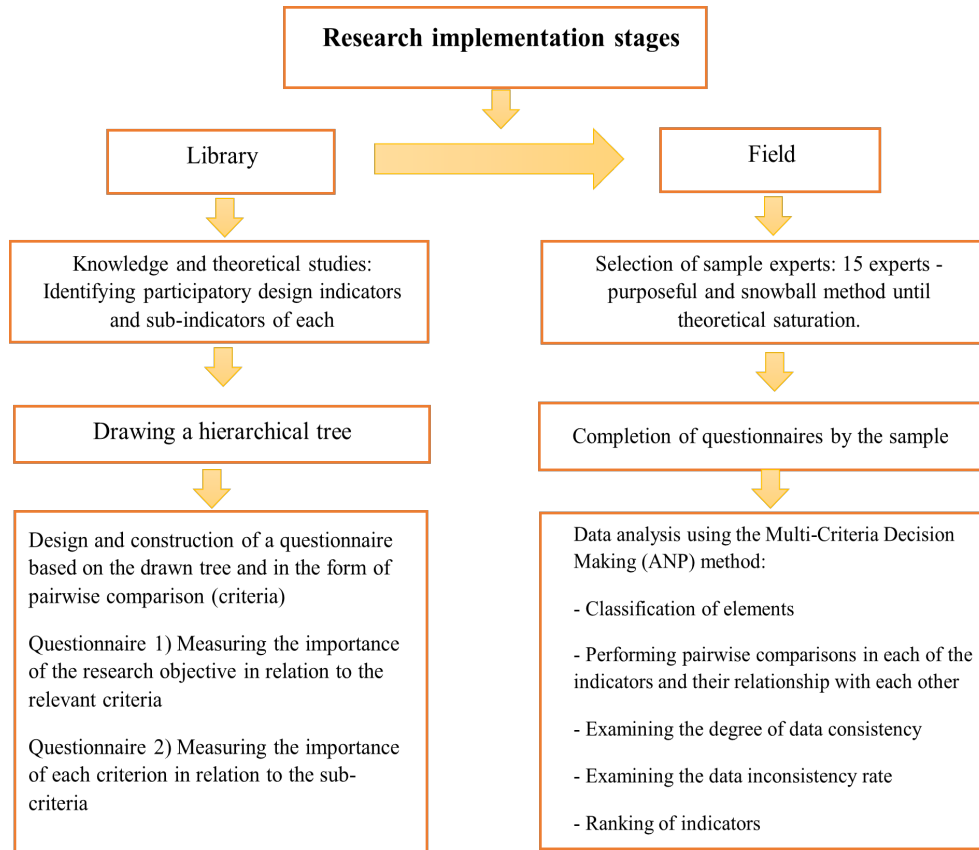 Research implementation stages
Library
Field
Knowledge and theoretical studies:
Identifying participatory design indicators
and sub-indicators of each
Selection of sample experts: 15 experts -
purposeful and snowball method until
theoretical saturation.
Drawing a hierarchical tree
Completion of questionnaires by the sample
Design and construction of a questionnaire
based on the drawn tree and in the form of
pairwise comparison (criteria)
Questionnaire 1) Measuring the importance
of the research objective in relation to the
relevant criteria
Questionnaire 2) Measuring the importance
of each criterion in relation to the sub-
criteria
Data analysis using the Multi-Criteria Decision
Making (ANP) method:
- Classification of elements
- Performing pairwise comparisons in each of the
indicators and their relationship with each other
- Examining the degree of data consistency
- Examining the data inconsistency rate
- Ranking of indicators